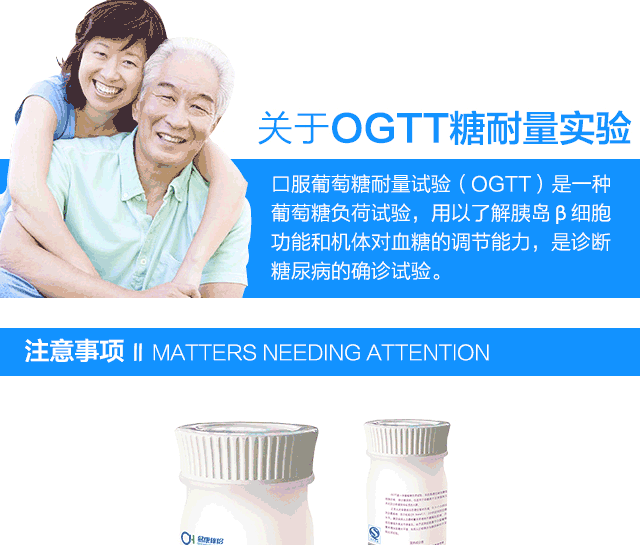 关于OGTT糖耐量实验
口服葡萄糖耐量试验（OGTT）是一种
葡萄糖负荷试验，用以了解胰岛β细胞
功能和机体对血糖的调节能力，是诊断
糖尿病的确诊试验。
注意事项 II MATTERS NEEDING ATTENTION